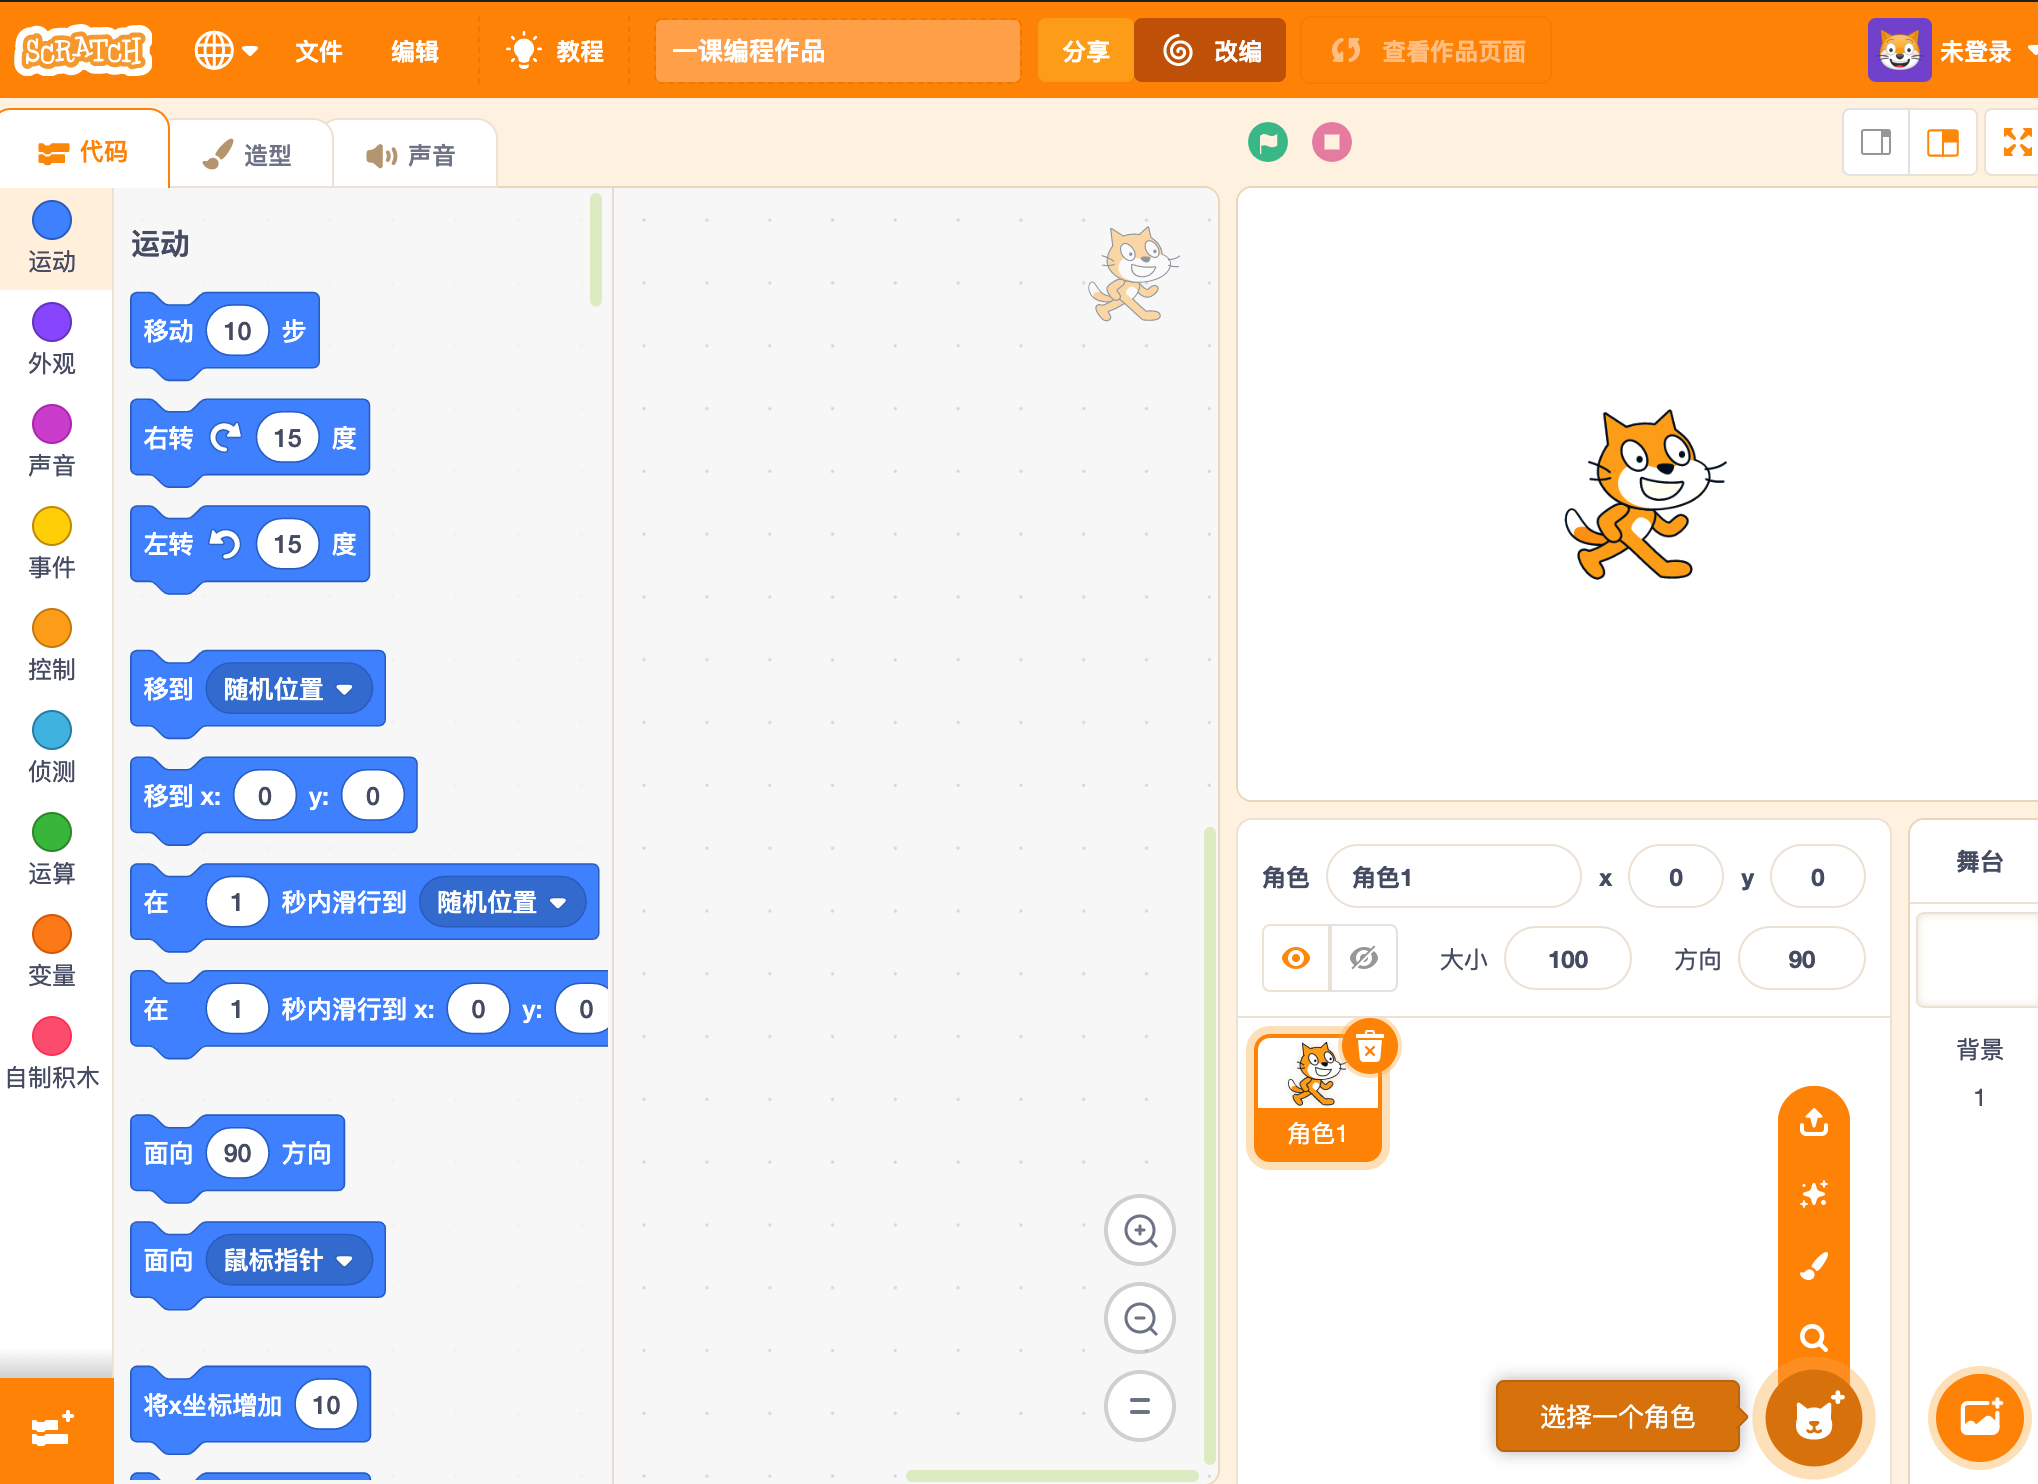 SCRATCH 文件 编辑 教程 一课编程作品 分享 改编 查看作品页面 未登录
代码 造型 声音
运动
外观
声音
事件
控制
侦测
运算
变量
自制积木
运动
移动 10 步
右转 15 度
左转 15 度
移到 随机位置
移到 x: 0 y: 0
在 1 秒内滑行到 随机位置
在 1 秒内滑行到 x: 0 y: 0
面向 90 方向
面向 鼠标指针
将x坐标增加 10
角色 角色1 x 0 y 0
大小 100 方向 90
角色1
选择一个角色
舞台
背景
1